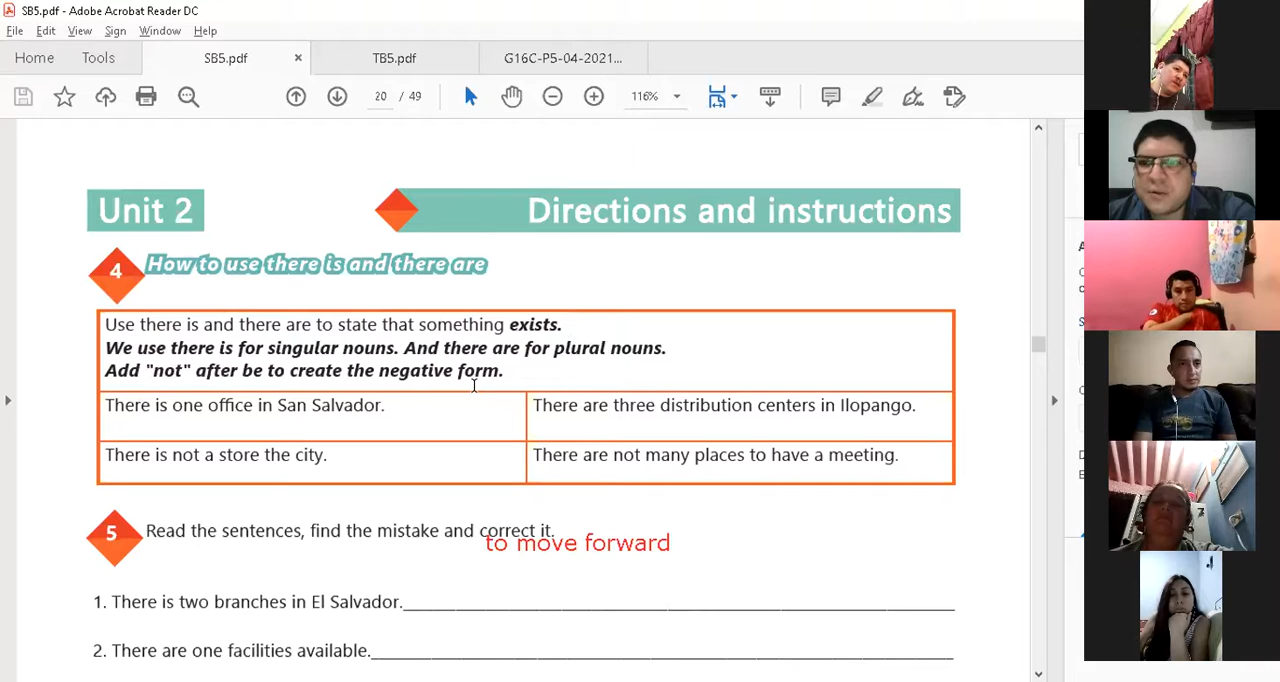 SB5.pdf - Adobe Acrobat Reader DC
File Edit View Sign Window Help
Home Tools SB5.pdf × TB5.pdf G16C-P5-04-2021...
20 / 49 116%
Unit 2 Directions and instructions
4 How to use there is and there are
Use there is and there are to state that something exists.
We use there is for singular nouns. And there are for plural nouns.
Add "not" after be to create the negative form.
There is one office in San Salvador. There are three distribution centers in Ilopango.
There is not a store the city. There are not many places to have a meeting.
5 Read the sentences, find the mistake and correct it.
to move forward
1. There is two branches in El Salvador.
2. There are one facilities available.